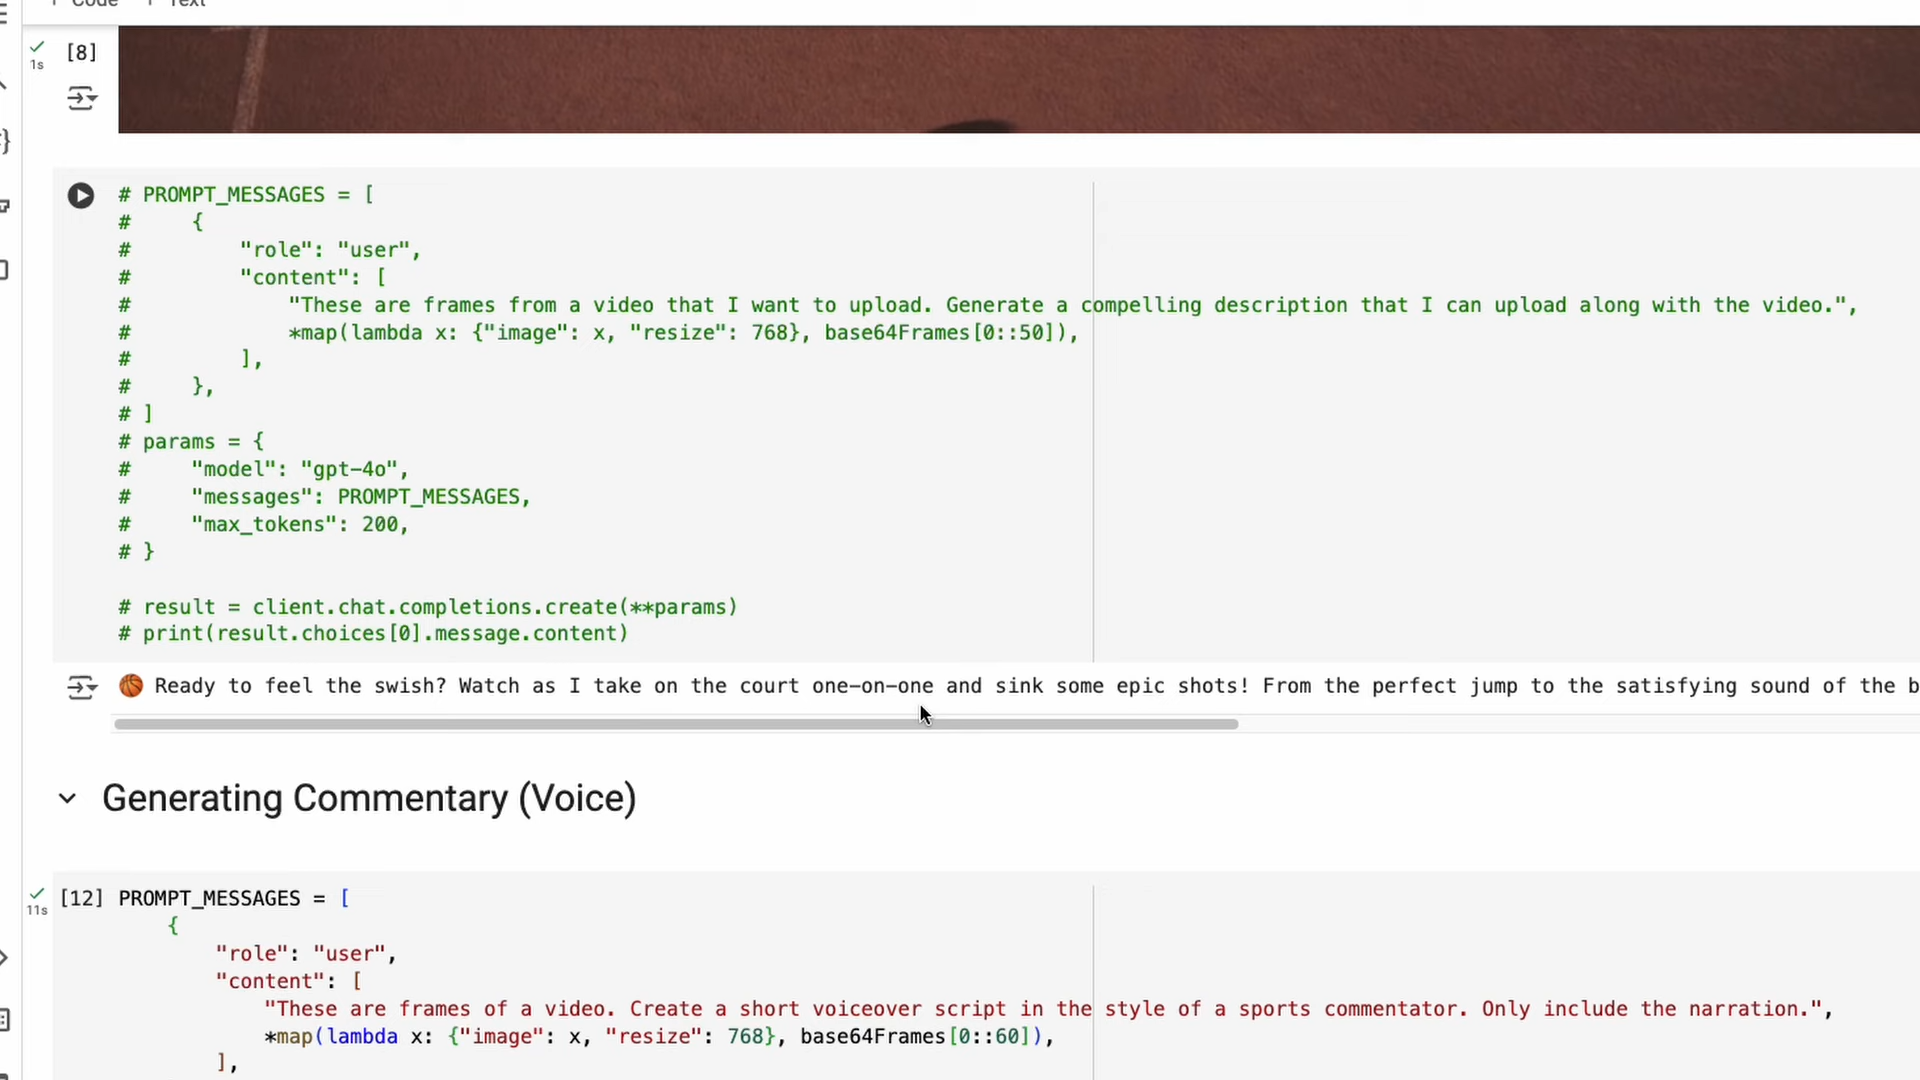 + Code + Text
1s
[8]
# PROMPT_MESSAGES = [
#     {
#         "role": "user",
#         "content": [
#             "These are frames from a video that I want to upload. Generate a compelling description that I can upload along with the video.",
#             *map(lambda x: {"image": x, "resize": 768}, base64Frames[0::50]),
#         ],
#     },
# ]
# params = {
#     "model": "gpt-4o",
#     "messages": PROMPT_MESSAGES,
#     "max_tokens": 200,
# }
# result = client.chat.completions.create(**params)
# print(result.choices[0].message.content)
🏀 Ready to feel the swish? Watch as I take on the court one-on-one and sink some epic shots! From the perfect jump to the satisfying sound of the b
Generating Commentary (Voice)
11s
[12] PROMPT_MESSAGES = [
    {
        "role": "user",
        "content": [
            "These are frames of a video. Create a short voiceover script in the style of a sports commentator. Only include the narration.",
            *map(lambda x: {"image": x, "resize": 768}, base64Frames[0::60]),
        ],